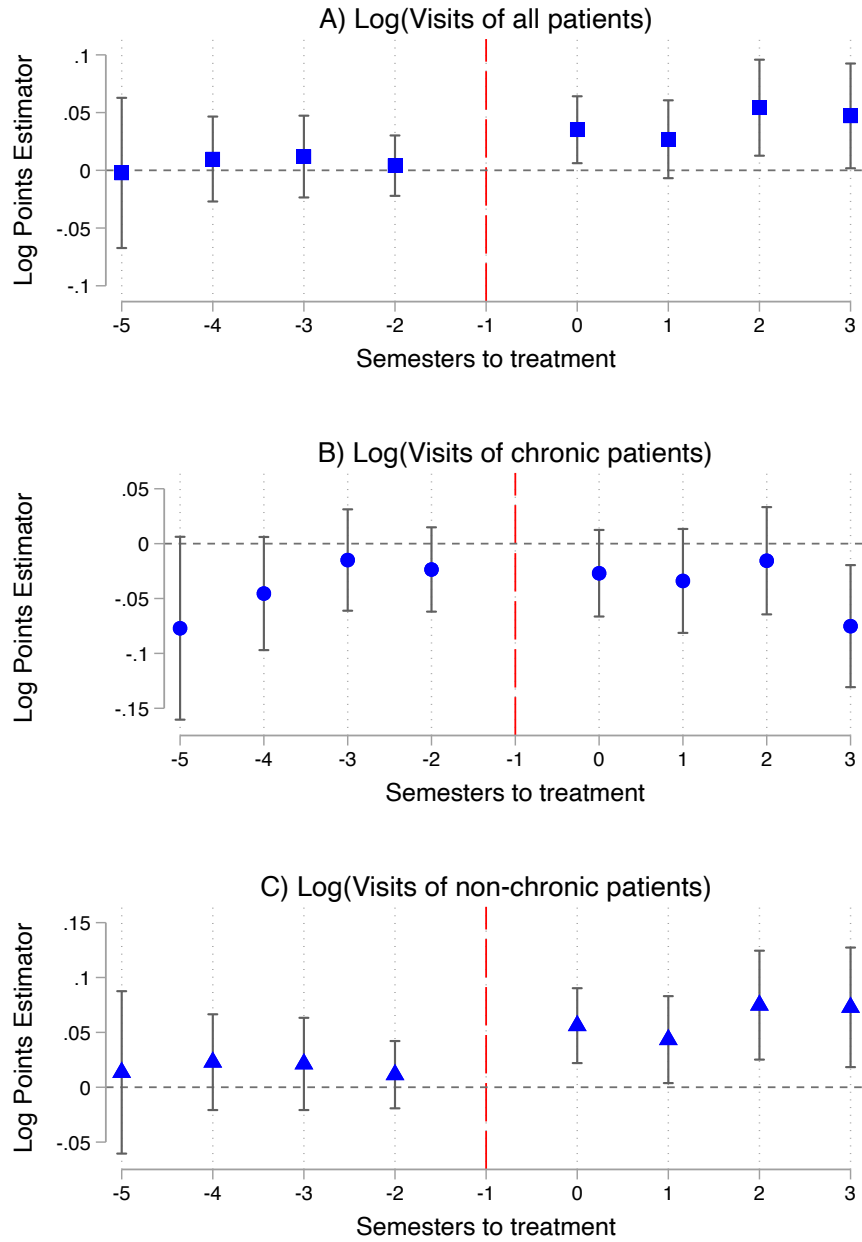 A) Log(Visits of all patients)
Log Points Estimator
.1
.05
0
-.05
-.1
-5 -4 -3 -2 -1 0 1 2 3
Semesters to treatment
B) Log(Visits of chronic patients)
Log Points Estimator
.05
0
-.05
-.1
-.15
-5 -4 -3 -2 -1 0 1 2 3
Semesters to treatment
C) Log(Visits of non-chronic patients)
Log Points Estimator
.15
.1
.05
0
-.05
-5 -4 -3 -2 -1 0 1 2 3
Semesters to treatment